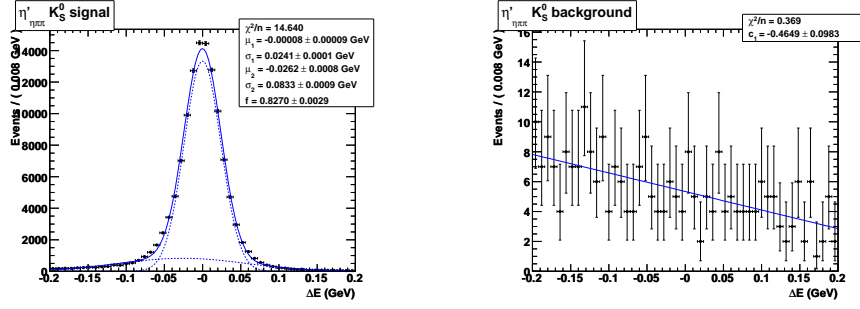 η′ηππ K⁰S signal
χ²/n = 14.640
μ₁ = -0.00008 ± 0.00009 GeV
σ₁ = 0.0241 ± 0.0001 GeV
μ₂ = -0.0262 ± 0.0008 GeV
σ₂ = 0.0833 ± 0.0009 GeV
f = 0.8270 ± 0.0029
Events / ( 0.008 GeV )
4000
12000
10000
8000
6000
4000
2000
0
-0.2 -0.15 -0.1 -0.05 -0 0.05 0.1 0.15 0.2
ΔE (GeV)
η′ηππ K⁰S background
χ²/n = 0.369
c₁ = -0.4649 ± 0.0983
Events / ( 0.008 GeV )
16
14
12
10
8
6
4
2
0
-0.2 -0.15 -0.1 -0.05 -0 0.05 0.1 0.15 0.2
ΔE (GeV)